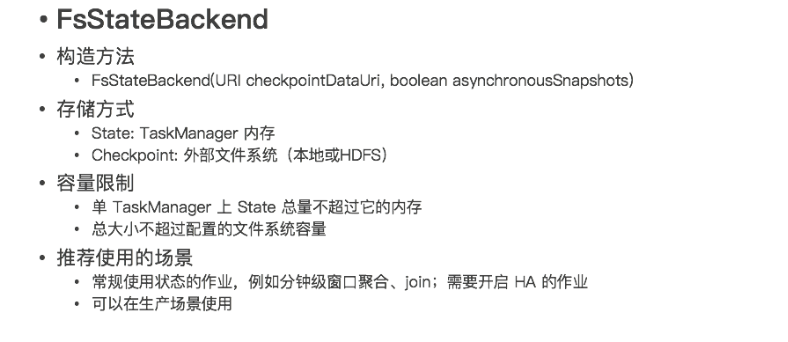 • FsStateBackend
• 构造方法
• FsStateBackend(URI checkpointDataUri, boolean asynchronousSnapshots)
• 存储方式
• State: TaskManager 内存
• Checkpoint: 外部文件系统（本地或HDFS）
• 容量限制
• 单 TaskManager 上 State 总量不超过它的内存
• 总大小不超过配置的文件系统容量
• 推荐使用的场景
• 常规使用状态的作业，例如分钟级窗口聚合、join；需要开启 HA 的作业
• 可以在生产场景使用